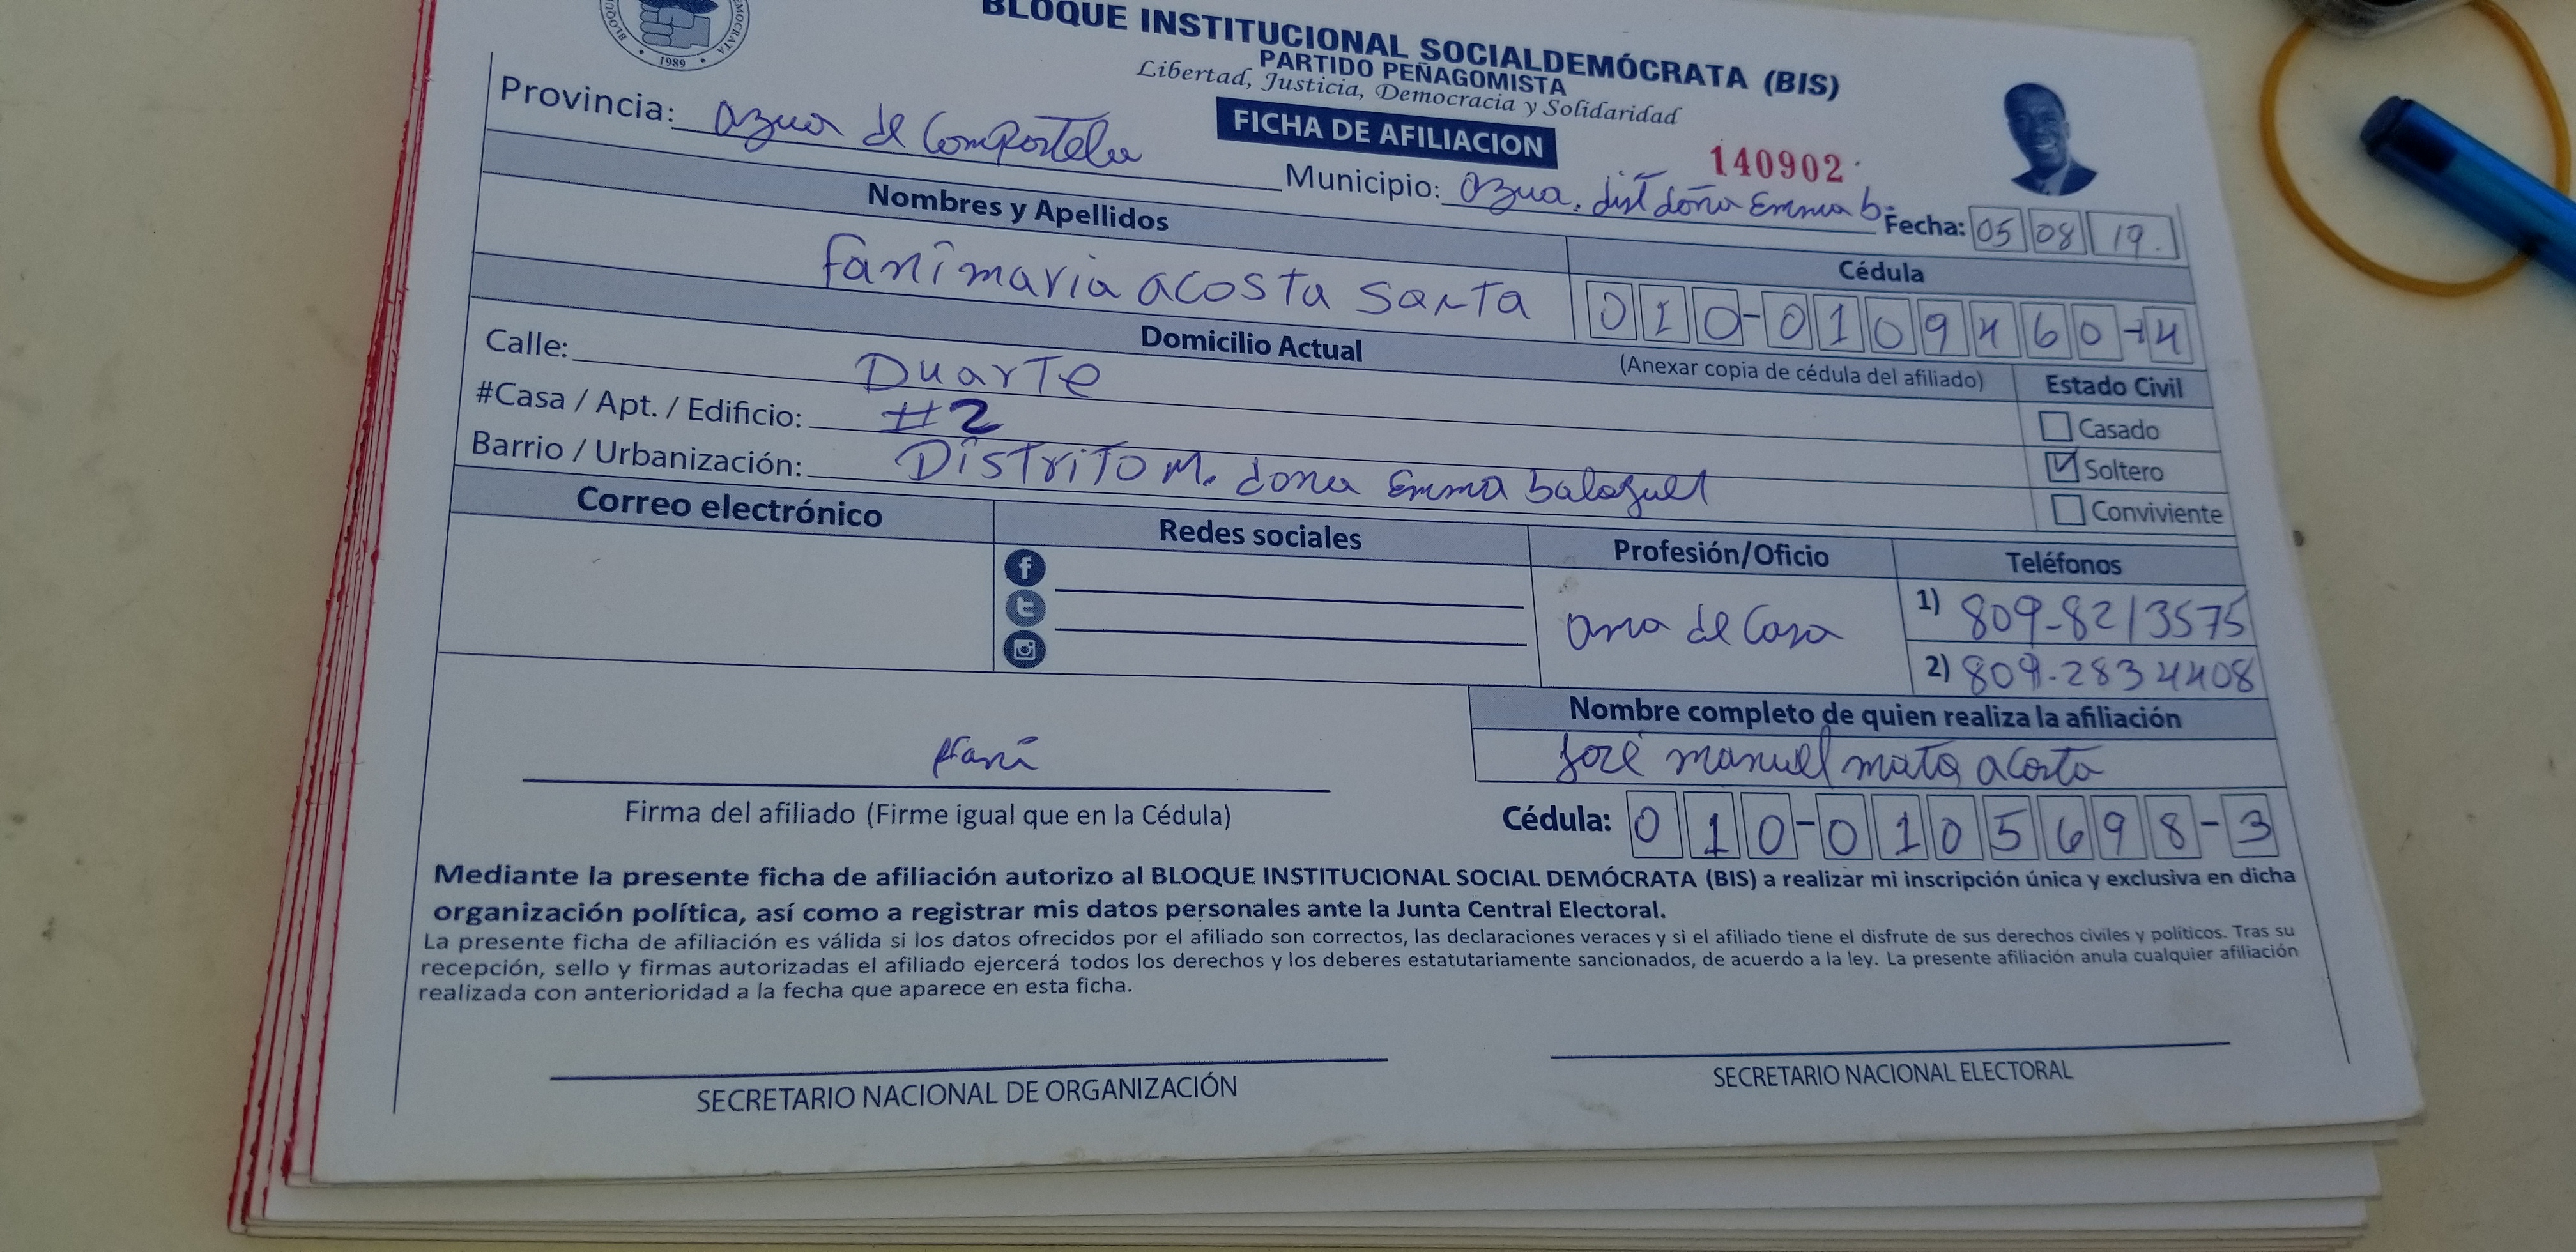 BLOQUE DEMOCRATA
1989
BLOQUE INSTITUCIONAL SOCIALDEMÓCRATA (BIS)
PARTIDO PEÑAGOMISTA
Libertad, Justicia, Democracia y Solidaridad
FICHA DE AFILIACION
140902
Provincia: azua de Compostela
Municipio: azua, dist doña Emma b.
Fecha: 05 08 19.
Nombres y Apellidos
Cédula
Fanimaria acosta Santa
010-0109460-4
Domicilio Actual
(Anexar copia de cédula del afiliado)
Estado Civil
Calle: Duarte
Casado
#Casa / Apt. / Edificio: #2
Soltero
Barrio / Urbanización: Distrito M. dona Emma balaguer
Conviviente
Correo electrónico
Redes sociales
Profesión/Oficio
Teléfonos
ama de Casa
1) 809-8213575
2) 809-2834408
Nombre completo de quien realiza la afiliación
Fani
José manuel mata acosta
Firma del afiliado (Firme igual que en la Cédula)
Cédula: 010-0105698-3
Mediante la presente ficha de afiliación autorizo al BLOQUE INSTITUCIONAL SOCIAL DEMÓCRATA (BIS) a realizar mi inscripción única y exclusiva en dicha
organización política, así como a registrar mis datos personales ante la Junta Central Electoral.
La presente ficha de afiliación es válida si los datos ofrecidos por el afiliado son correctos, las declaraciones veraces y si el afiliado tiene el disfrute de sus derechos civiles y políticos. Tras su
recepción, sello y firmas autorizadas el afiliado ejercerá todos los derechos y los deberes estatutariamente sancionados, de acuerdo a la ley. La presente afiliación anula cualquier afiliación
realizada con anterioridad a la fecha que aparece en esta ficha.
SECRETARIO NACIONAL DE ORGANIZACIÓN
SECRETARIO NACIONAL ELECTORAL